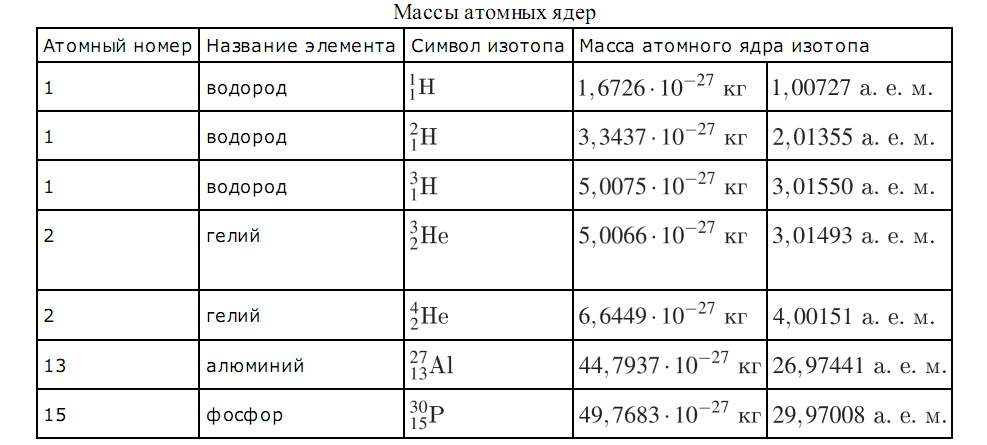 Массы атомных ядер
Атомный номер Название элемента Символ изотопа Масса атомного ядра изотопа
1 водород ¹₁H 1,6726·10⁻²⁷ кг 1,00727 а. е. м.
1 водород ²₁H 3,3437·10⁻²⁷ кг 2,01355 а. е. м.
1 водород ³₁H 5,0075·10⁻²⁷ кг 3,01550 а. е. м.
2 гелий ³₂He 5,0066·10⁻²⁷ кг 3,01493 а. е. м.
2 гелий ⁴₂He 6,6449·10⁻²⁷ кг 4,00151 а. е. м.
13 алюминий ²⁷₁₃Al 44,7937·10⁻²⁷ кг 26,97441 а. е. м.
15 фосфор ³⁰₁₅P 49,7683·10⁻²⁷ кг 29,97008 а. е. м.